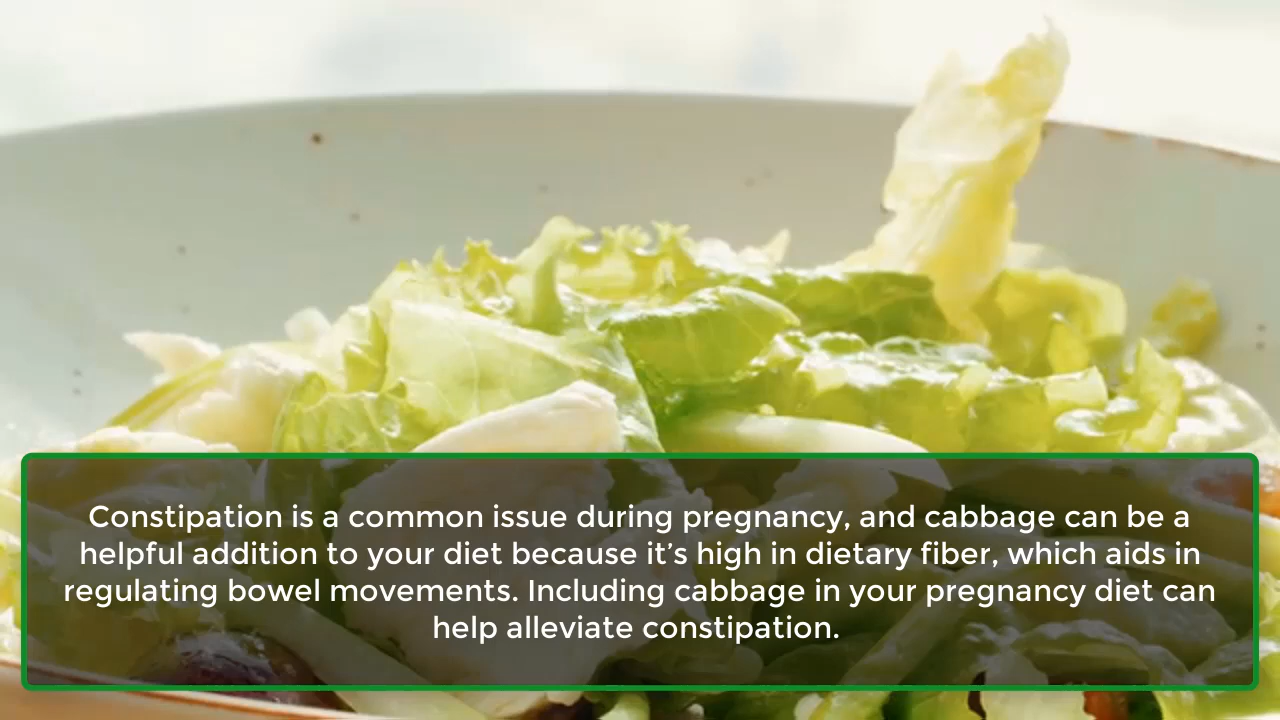 Constipation is a common issue during pregnancy, and cabbage can be a
helpful addition to your diet because it’s high in dietary fiber, which aids in
regulating bowel movements. Including cabbage in your pregnancy diet can
help alleviate constipation.